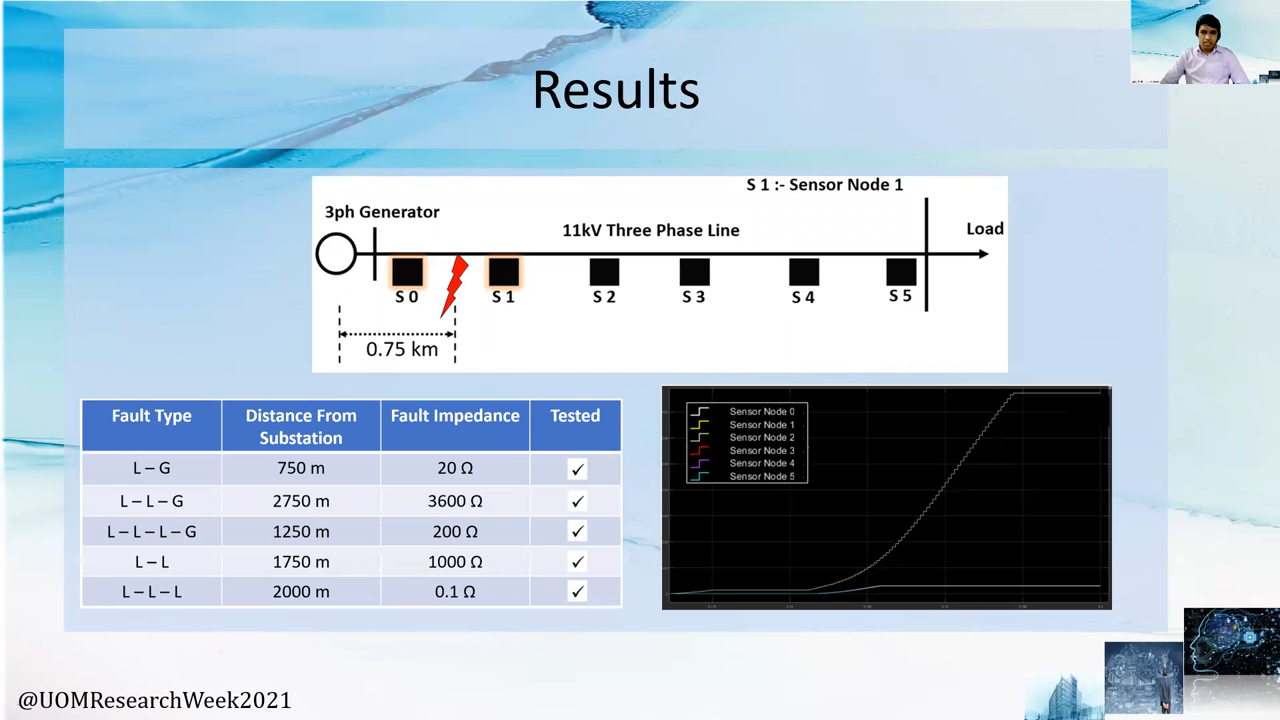 Results
S 1 :- Sensor Node 1
3ph Generator
11kV Three Phase Line
Load
S 0
S 1
S 2
S 3
S 4
S 5
0.75 km
Fault Type Distance From Substation Fault Impedance Tested
L – G 750 m 20 Ω ✓
L – L – G 2750 m 3600 Ω ✓
L – L – L – G 1250 m 200 Ω ✓
L – L 1750 m 1000 Ω ✓
L – L – L 2000 m 0.1 Ω ✓
Sensor Node 0
Sensor Node 1
Sensor Node 2
Sensor Node 3
Sensor Node 4
Sensor Node 5
@UOMResearchWeek2021